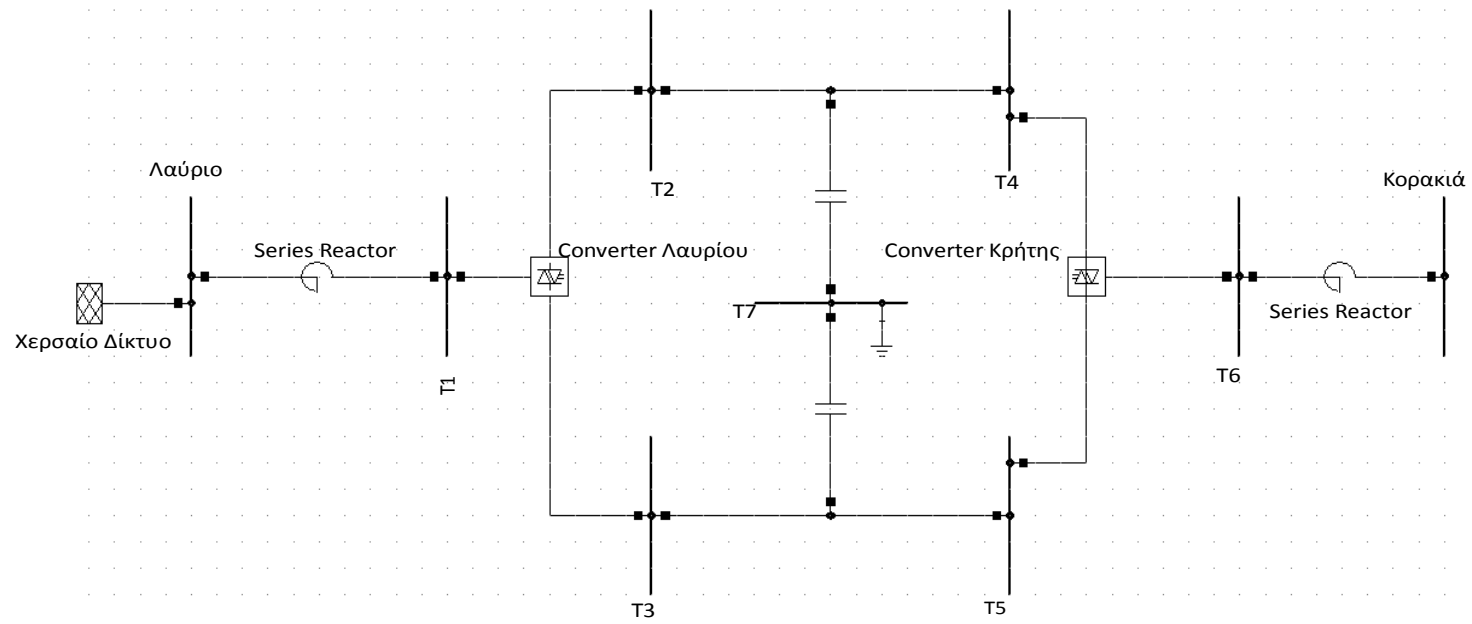 Λαύριο
T2
T4
Κορακιά
Series Reactor
Converter Λαυρίου
Converter Κρήτης
T7
Series Reactor
Χερσαίο Δίκτυο
T1
T6
T3
T5